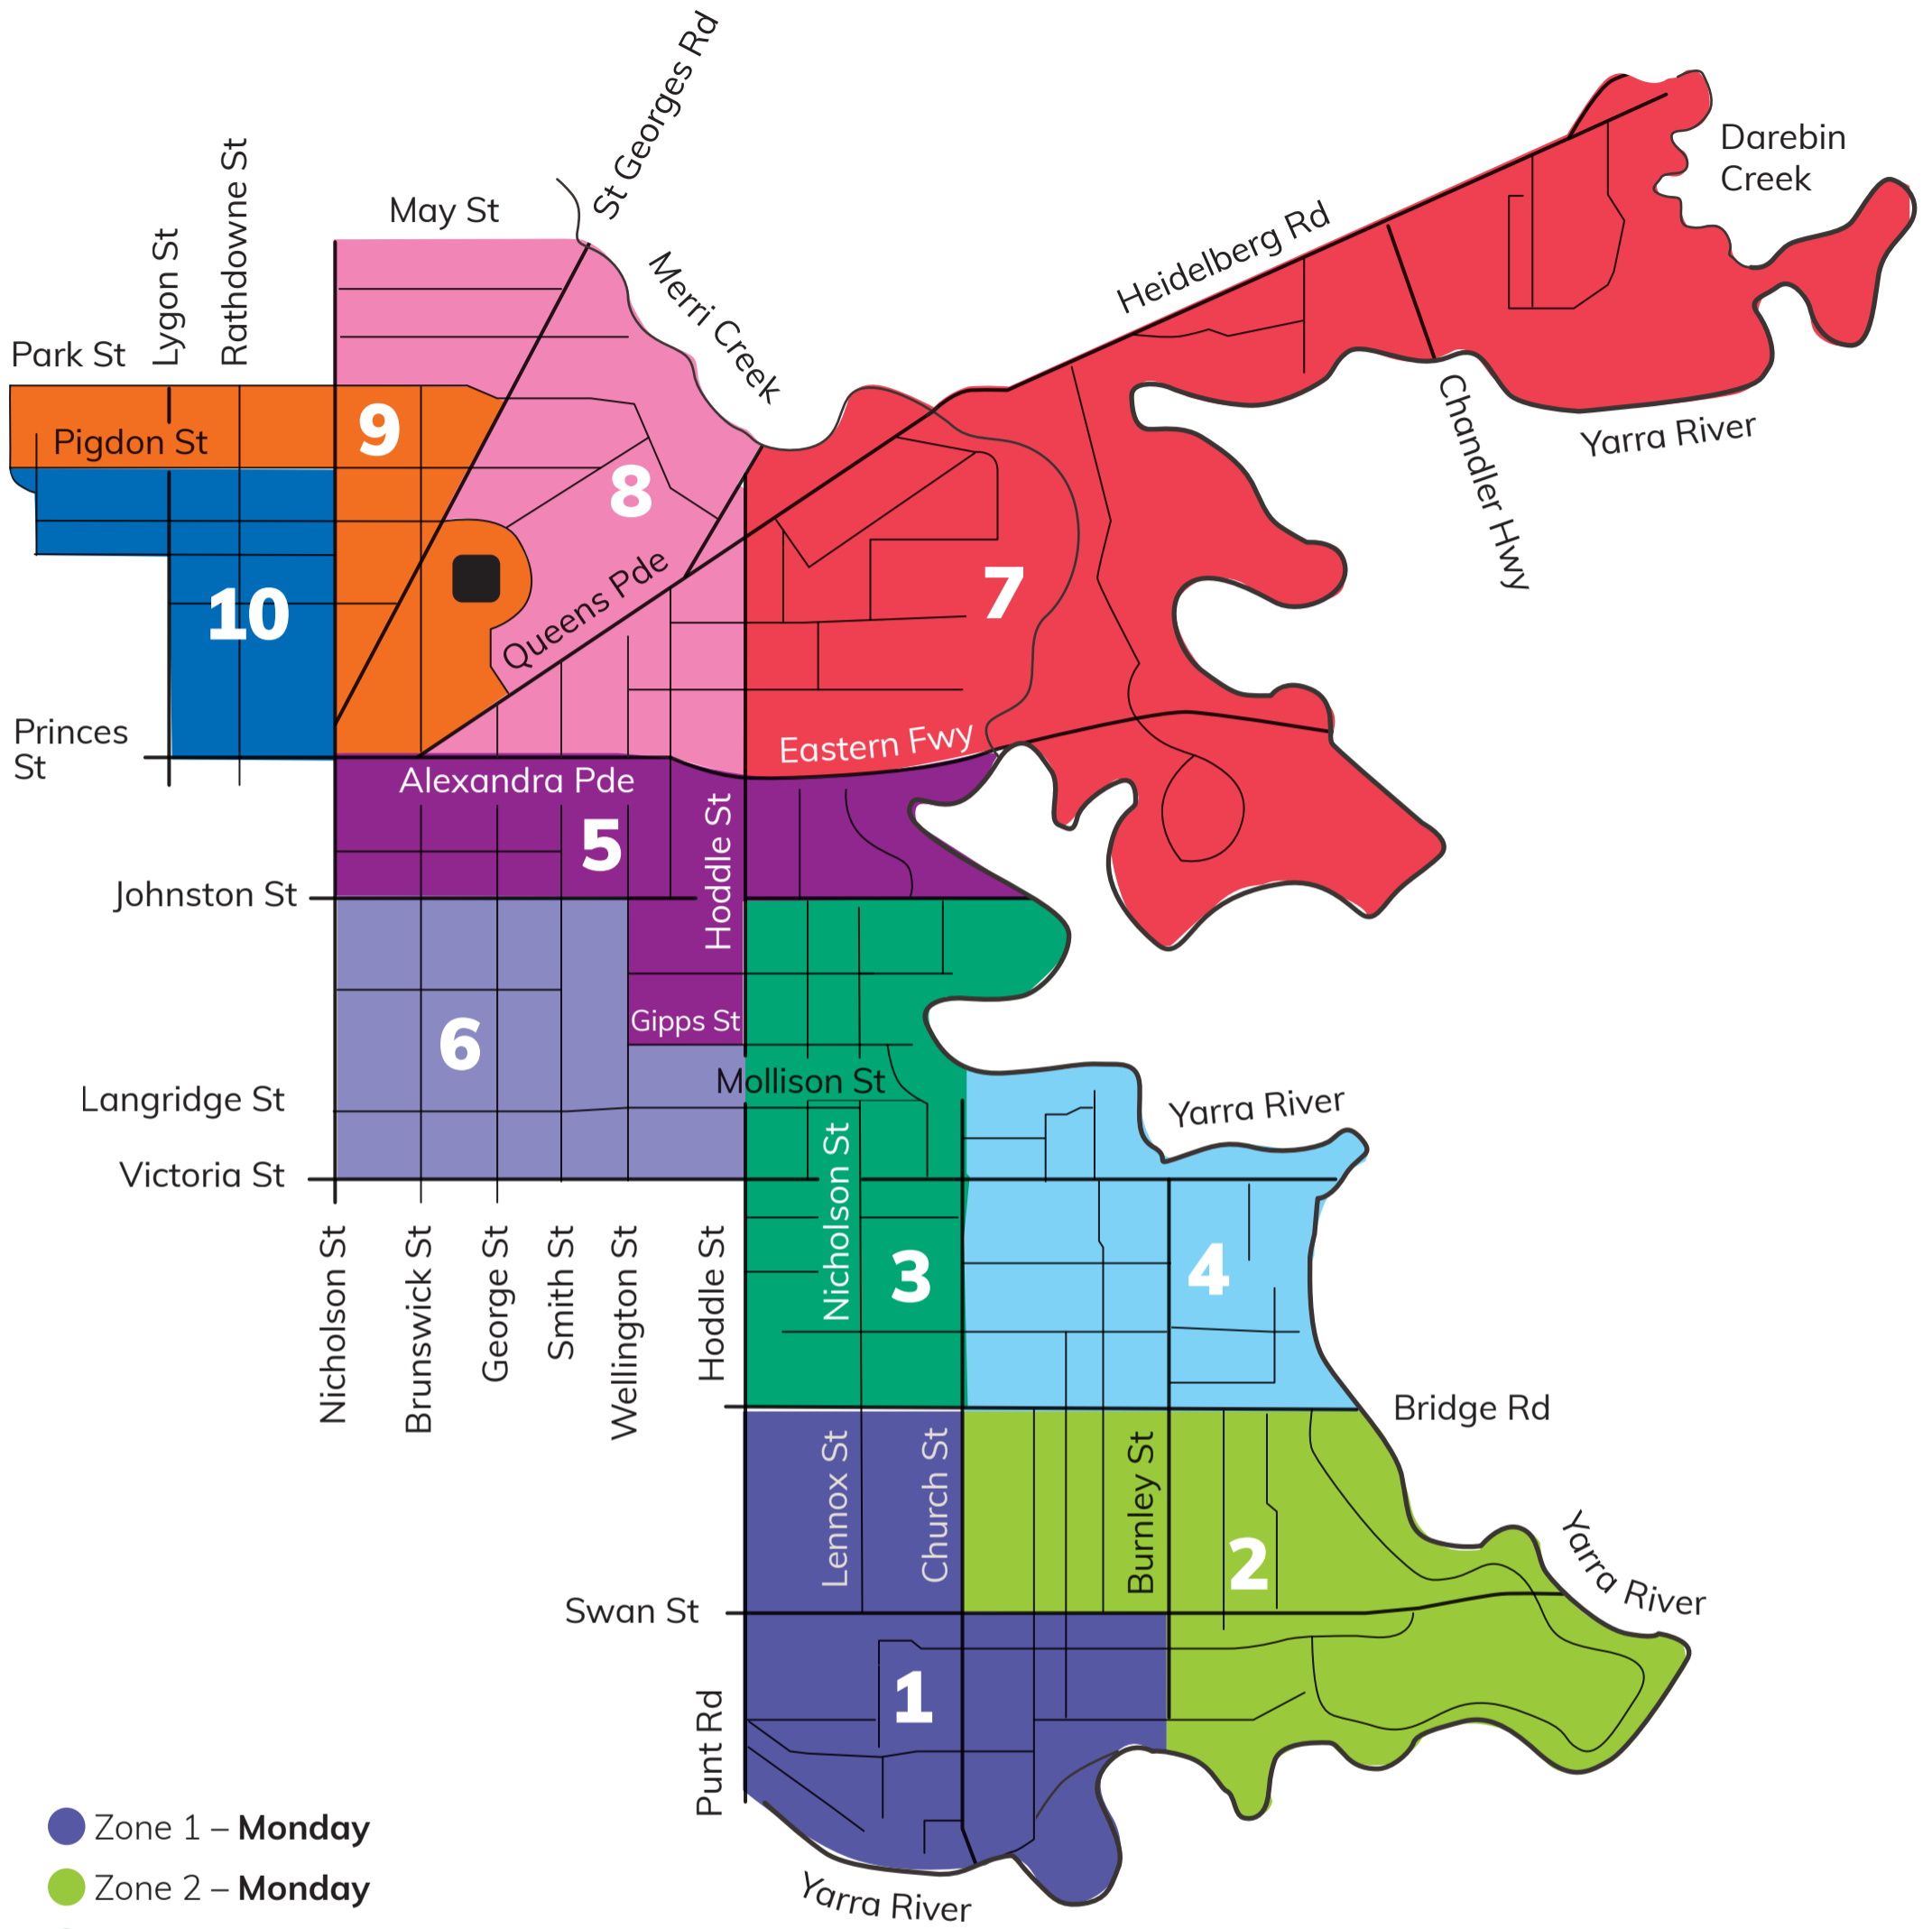 St Georges Rd
Darebin
Creek
Rathdowne St
May St
Lygon St
Merri Creek
Heidelberg Rd
Park St
9
Pigdon St
Chandler Hwy
Yarra River
8
7
10
Queens Pde
Princes
St
Eastern Fwy
Alexandra Pde
5
Hoddle St
Johnston St
Gipps St
6
Mollison St
Langridge St
Yarra River
Victoria St
Nicholson St
3
4
Nicholson St
Brunswick St
George St
Smith St
Wellington St
Hoddle St
Bridge Rd
Lennox St
Church St
Burnley St
2
Yarra River
Swan St
1
Punt Rd
Zone 1 – Monday
Zone 2 – Monday
Yarra River